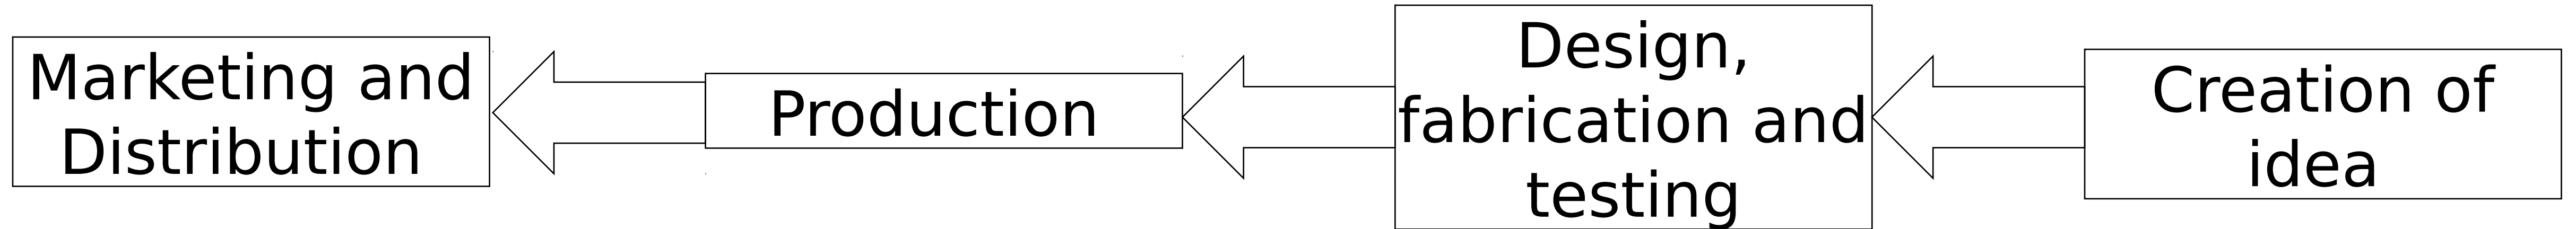 Marketing and
Distribution
Production
Design,
fabrication and
testing
Creation of
idea